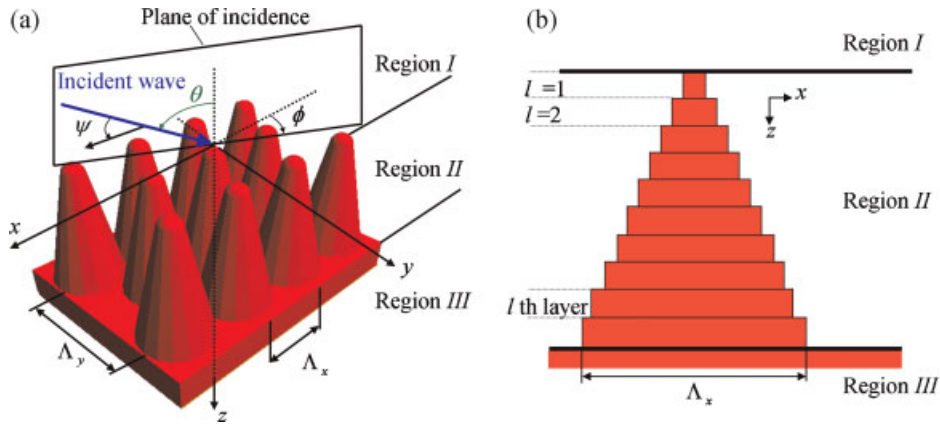 (a)
Plane of incidence
Incident wave
θ
Region I
ψ
ϕ
Region II
x
y
Region III
Λy
Λx
z
(b)
Region I
l =1
x
l=2
z
Region II
l th layer
Λx
Region III